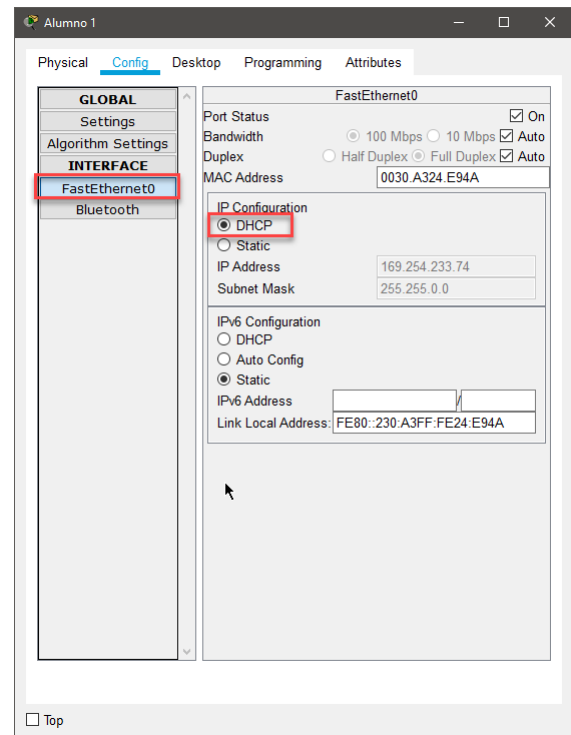 Alumno 1
Physical Config Desktop Programming Attributes
GLOBAL
Settings
Algorithm Settings
INTERFACE
FastEthernet0
Bluetooth
FastEthernet0
Port Status On
Bandwidth 100 Mbps 10 Mbps Auto
Duplex Half Duplex Full Duplex Auto
MAC Address 0030.A324.E94A
IP Configuration
DHCP
Static
IP Address 169.254.233.74
Subnet Mask 255.255.0.0
IPv6 Configuration
DHCP
Auto Config
Static
IPv6 Address /
Link Local Address: FE80::230:A3FF:FE24:E94A
Top